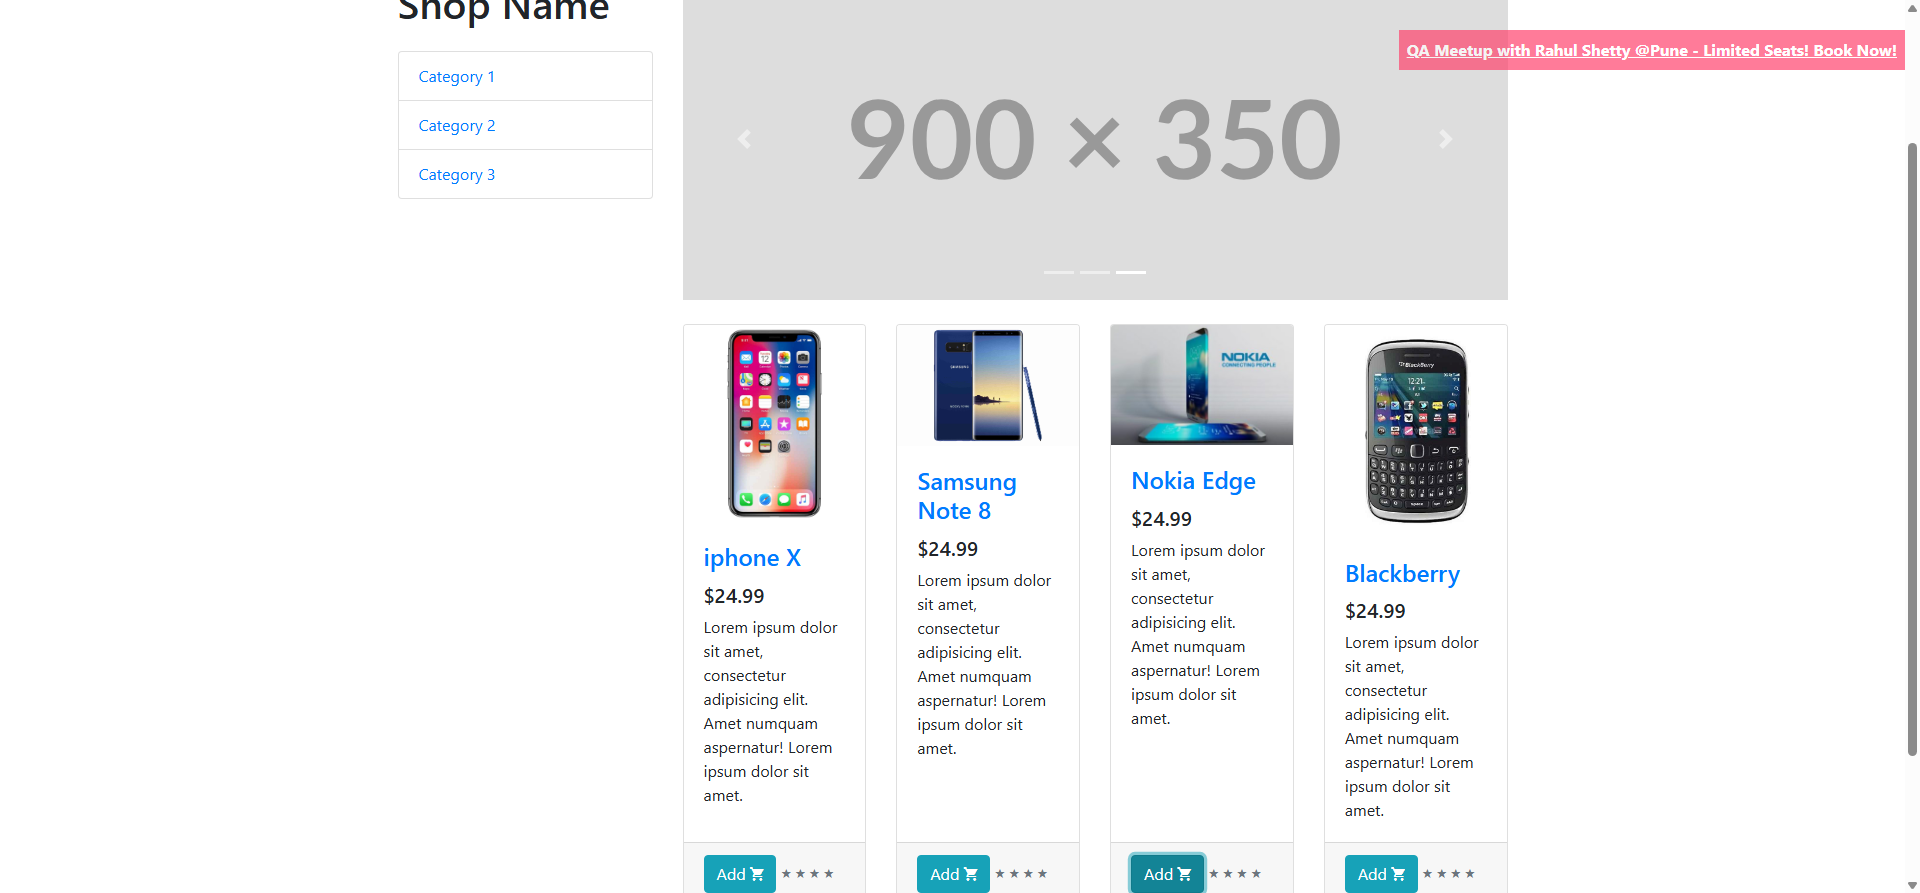 Shop Name
QA Meetup with Rahul Shetty @Pune - Limited Seats! Book Now!
Category 1
Category 2
Category 3
900 × 350
NOKIA
CONNECTING PEOPLE
BlackBerry
iphone X
$24.99
Lorem ipsum dolor
sit amet,
consectetur
adipisicing elit.
Amet numquam
aspernatur! Lorem
ipsum dolor sit
amet.
Add
Samsung
Note 8
$24.99
Lorem ipsum dolor
sit amet,
consectetur
adipisicing elit.
Amet numquam
aspernatur! Lorem
ipsum dolor sit
amet.
Add
Nokia Edge
$24.99
Lorem ipsum dolor
sit amet,
consectetur
adipisicing elit.
Amet numquam
aspernatur! Lorem
ipsum dolor sit
amet.
Add
Blackberry
$24.99
Lorem ipsum dolor
sit amet,
consectetur
adipisicing elit.
Amet numquam
aspernatur! Lorem
ipsum dolor sit
amet.
Add